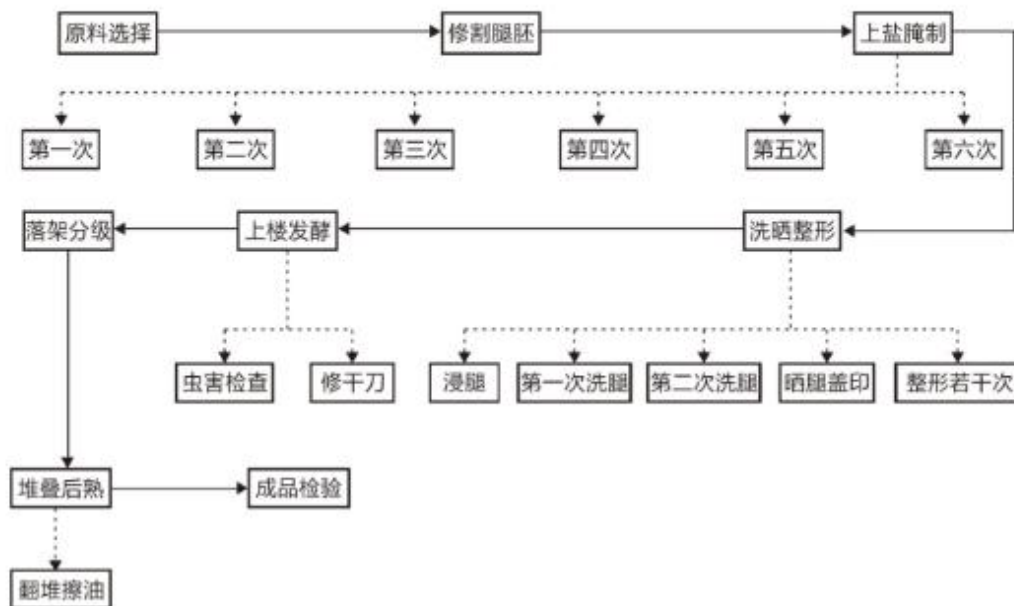 原料选择
修割腿胚
上盐腌制
第一次
第二次
第三次
第四次
第五次
第六次
落架分级
上楼发酵
洗晒整形
虫害检查
修干刀
浸腿
第一次洗腿
第二次洗腿
晒腿盖印
整形若干次
堆叠后熟
成品检验
翻堆擦油